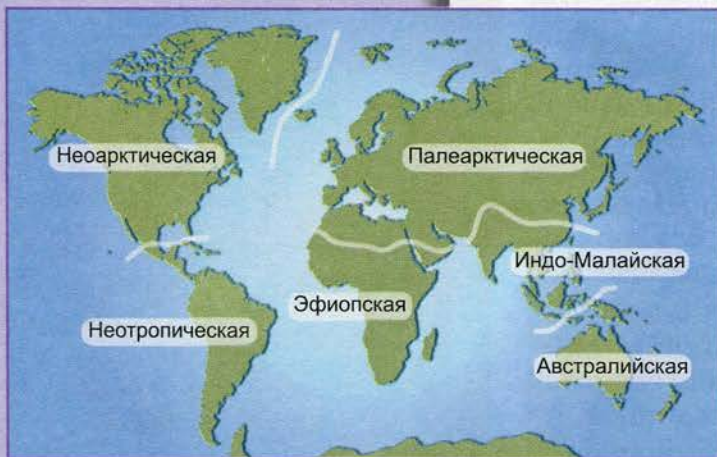 Неоарктическая
Палеарктическая
Индо-Малайская
Эфиопская
Неотропическая
Австралийская